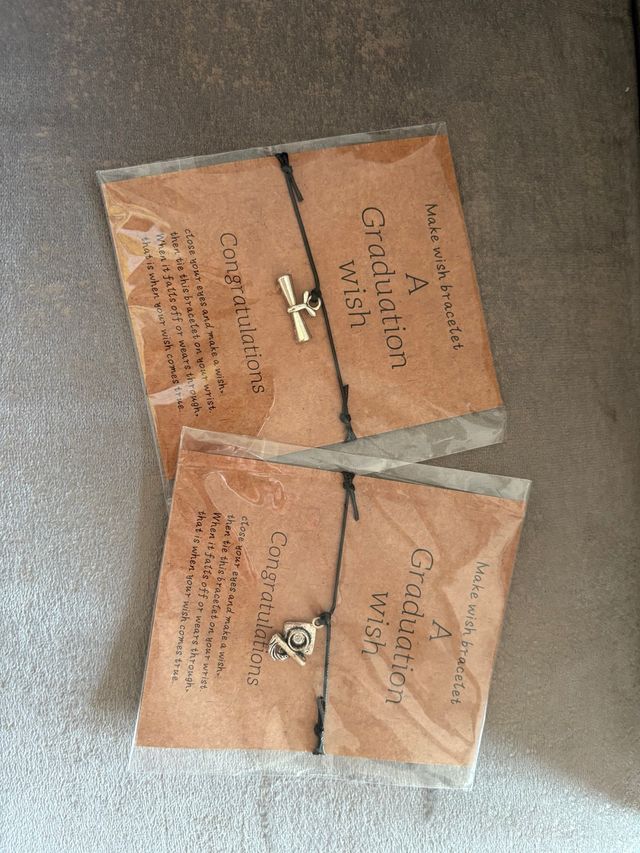 Make wish bracelet
A
Graduation
wish
Congratulations
close your eyes and make a wish.
then tie this bracelet on your wrist
When it falls off or wears through.
that is when your wish comes true
Make wish bracelet
A
Graduation
wish
Congratulations
close your eyes and make a wish.
then tie this bracelet on your wrist
When it falls off or wears through.
that is when your wish comes true